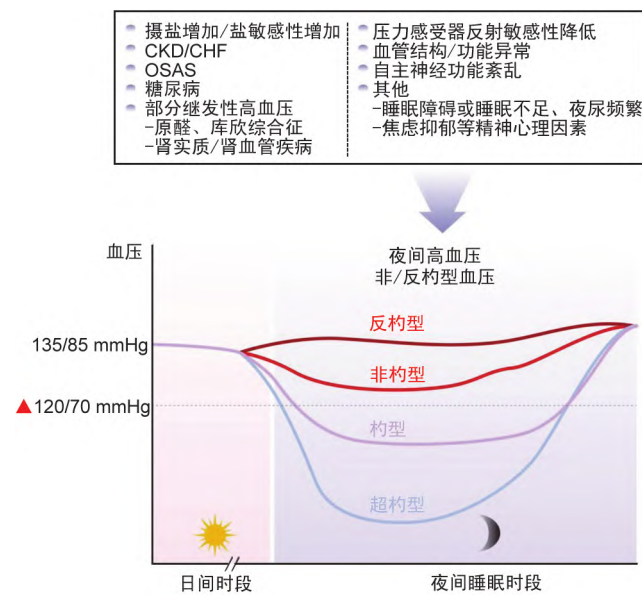 摄盐增加/盐敏感性增加
CKD/CHF
OSAS
糖尿病
部分继发性高血压
–原醛、库欣综合征
–肾实质/肾血管疾病
压力感受器反射敏感性降低
血管结构/功能异常
自主神经功能紊乱
其他
–睡眠障碍或睡眠不足、夜尿频繁
–焦虑抑郁等精神心理因素
血压
夜间高血压
非/反杓型血压
反杓型
135/85 mmHg
非杓型
▲120/70 mmHg
杓型
超杓型
日间时段
夜间睡眠时段